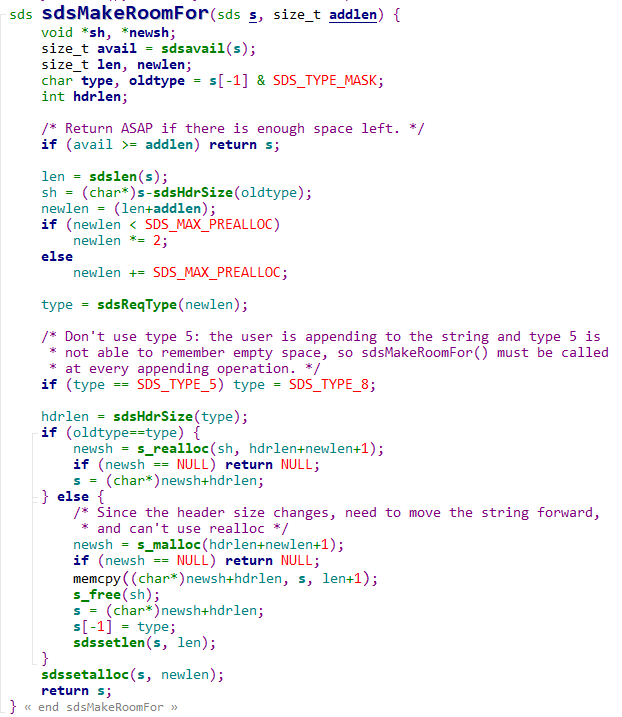 sds sdsMakeRoomFor(sds s, size_t addlen) {
    void *sh, *newsh;
    size_t avail = sdsavail(s);
    size_t len, newlen;
    char type, oldtype = s[-1] & SDS_TYPE_MASK;
    int hdrlen;

    /* Return ASAP if there is enough space left. */
    if (avail >= addlen) return s;

    len = sdslen(s);
    sh = (char*)s-sdsHdrSize(oldtype);
    newlen = (len+addlen);
    if (newlen < SDS_MAX_PREALLOC)
        newlen *= 2;
    else
        newlen += SDS_MAX_PREALLOC;

    type = sdsReqType(newlen);

    /* Don't use type 5: the user is appending to the string and type 5 is
     * not able to remember empty space, so sdsMakeRoomFor() must be called
     * at every appending operation. */
    if (type == SDS_TYPE_5) type = SDS_TYPE_8;

    hdrlen = sdsHdrSize(type);
    if (oldtype==type) {
        newsh = s_realloc(sh, hdrlen+newlen+1);
        if (newsh == NULL) return NULL;
        s = (char*)newsh+hdrlen;
    } else {
        /* Since the header size changes, need to move the string forward,
         * and can't use realloc */
        newsh = s_malloc(hdrlen+newlen+1);
        if (newsh == NULL) return NULL;
        memcpy((char*)newsh+hdrlen, s, len+1);
        s_free(sh);
        s = (char*)newsh+hdrlen;
        s[-1] = type;
        sdssetlen(s, len);
    }
    sdssetalloc(s, newlen);
    return s;
} « end sdsMakeRoomFor »